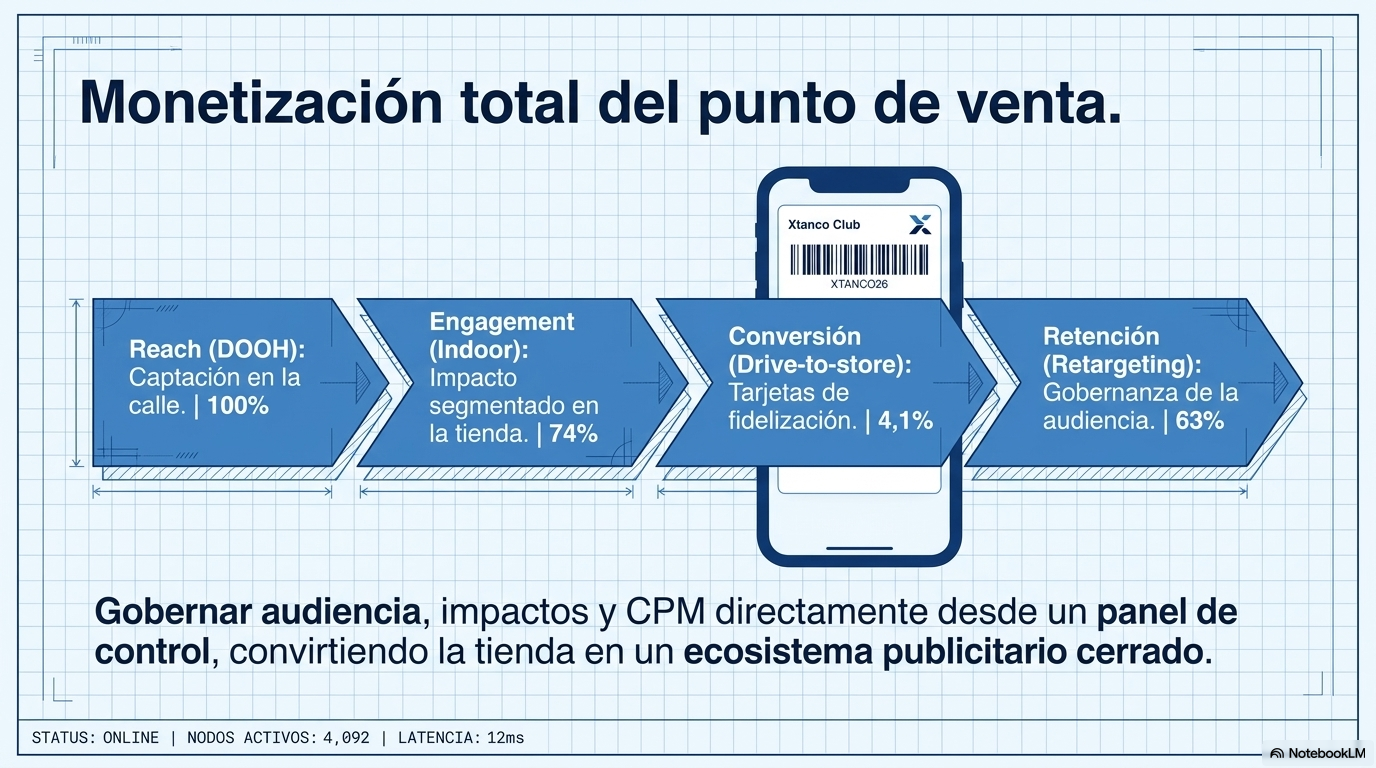 Monetización total del punto de venta.
Xtanco Club
XTANCO26
Reach (DOOH):
Captación en la
calle. | 100%
Engagement
(Indoor):
Impacto
segmentado en
la tienda. | 74%
Conversión
(Drive-to-store):
Tarjetas de
fidelización. | 4,1%
Retención
(Retargeting):
Gobernanza de la
audiencia. | 63%
Gobernar audiencia, impactos y CPM directamente desde un panel de
control, convirtiendo la tienda en un ecosistema publicitario cerrado.
STATUS: ONLINE | NODOS ACTIVOS: 4,092 | LATENCIA: 12ms
NotebookLM